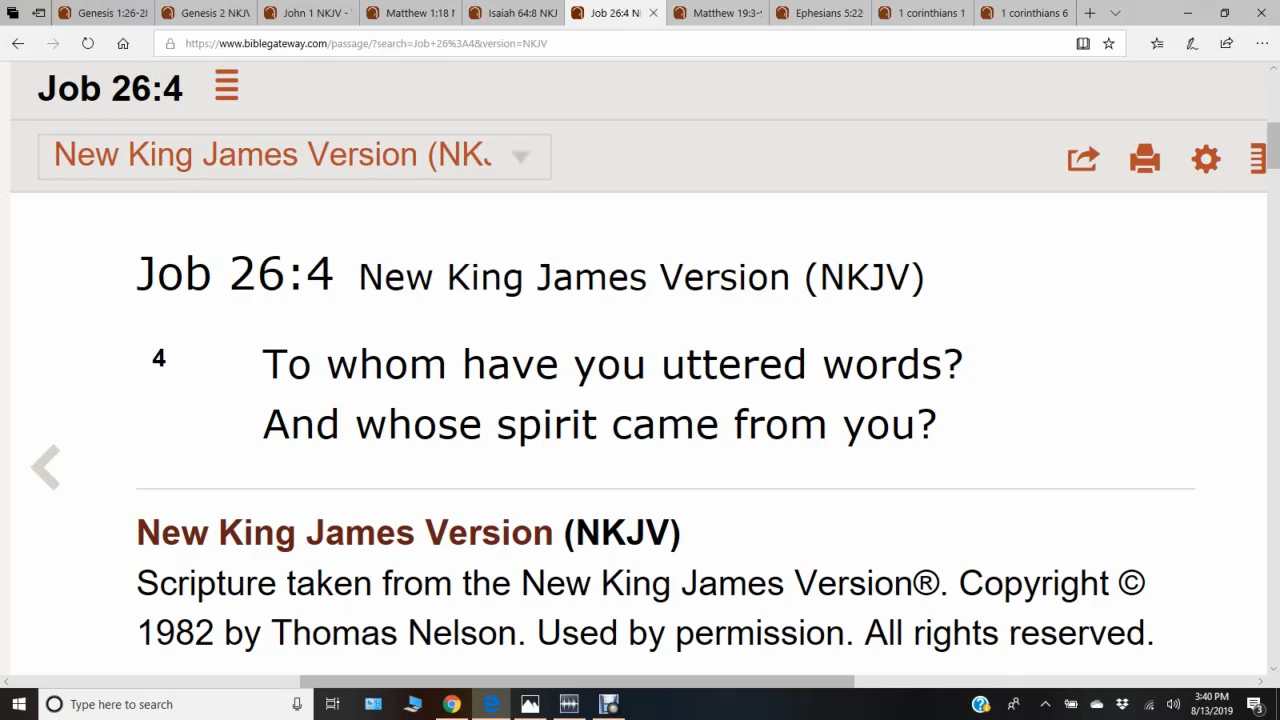 Genesis 1:26-2
Genesis 2 NKJV
John 1 NKJV -
Matthew 1:18 N
Isaiah 64:8 NKJ
Job 26:4 N
Matthew 19:3-
Ephesians 5:22
1 corinthians 1
1 corinthians 6
https://www.biblegateway.com/passage/?search=Job+26%3A4&version=NKJV
Job 26:4
New King James Version (NK
Job 26:4 New King James Version (NKJV)
4 To whom have you uttered words?
And whose spirit came from you?
New King James Version (NKJV)
Scripture taken from the New King James Version®. Copyright ©
1982 by Thomas Nelson. Used by permission. All rights reserved.
Type here to search
3:40 PM
8/13/2019
3